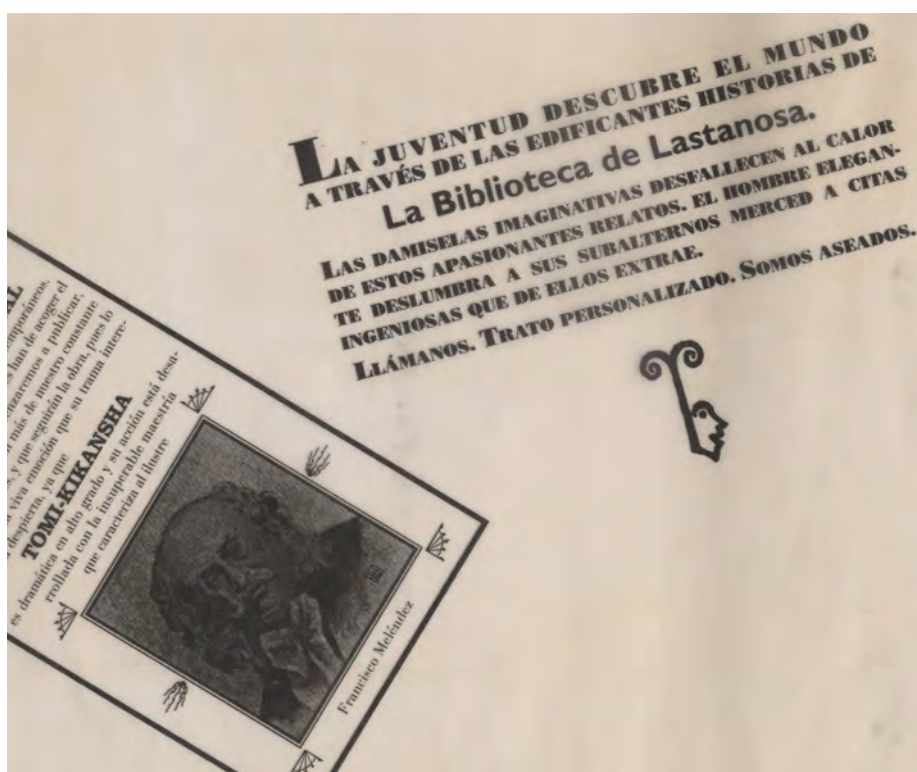 LA JUVENTUD DESCUBRE EL MUNDO
A TRAVÉS DE LAS EDIFICANTES HISTORIAS DE
La Biblioteca de Lastanosa.
LAS DAMISELAS IMAGINATIVAS DESFALLECEN AL CALOR
DE ESTOS APASIONANTES RELATOS. EL HOMBRE ELEGAN-
TE DESLUMBRA A SUS SUBALTERNOS MERCED A CITAS
INGENIOSAS QUE DE ELLOS EXTRAE.
LLÁMANOS. TRATO PERSONALIZADO. SOMOS ASEADOS.
AL
han de acoger el
a publicar,
más de nuestro constante
y que seguirán la obra, pues lo
viva emoción que su trama intere-
despierta, ya que
TOMI-KIKANSHA
es dramática en alto grado y su acción está desa-
rrollada con la insuperable maestría
que caracteriza al ilustre
Francisco Meléndez